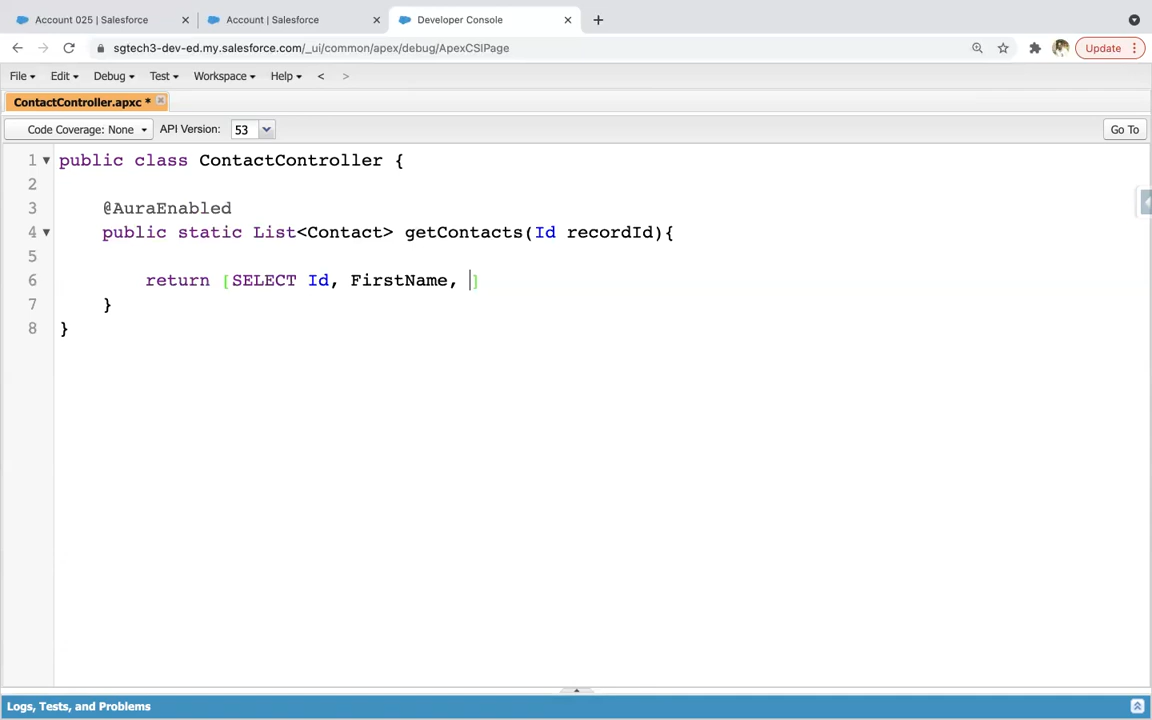 Account 025 | Salesforce Account | Salesforce Developer Console
sgtech3-dev-ed.my.salesforce.com/_ui/common/apex/debug/ApexCSIPage Update
File Edit Debug Test Workspace Help < >
ContactController.apxc *
Code Coverage: None API Version: 53 Go To
1 public class ContactController {
2
3 @AuraEnabled
4 public static List<Contact> getContacts(Id recordId){
5
6 return [SELECT Id, FirstName, ]
7 }
8 }
Logs, Tests, and Problems